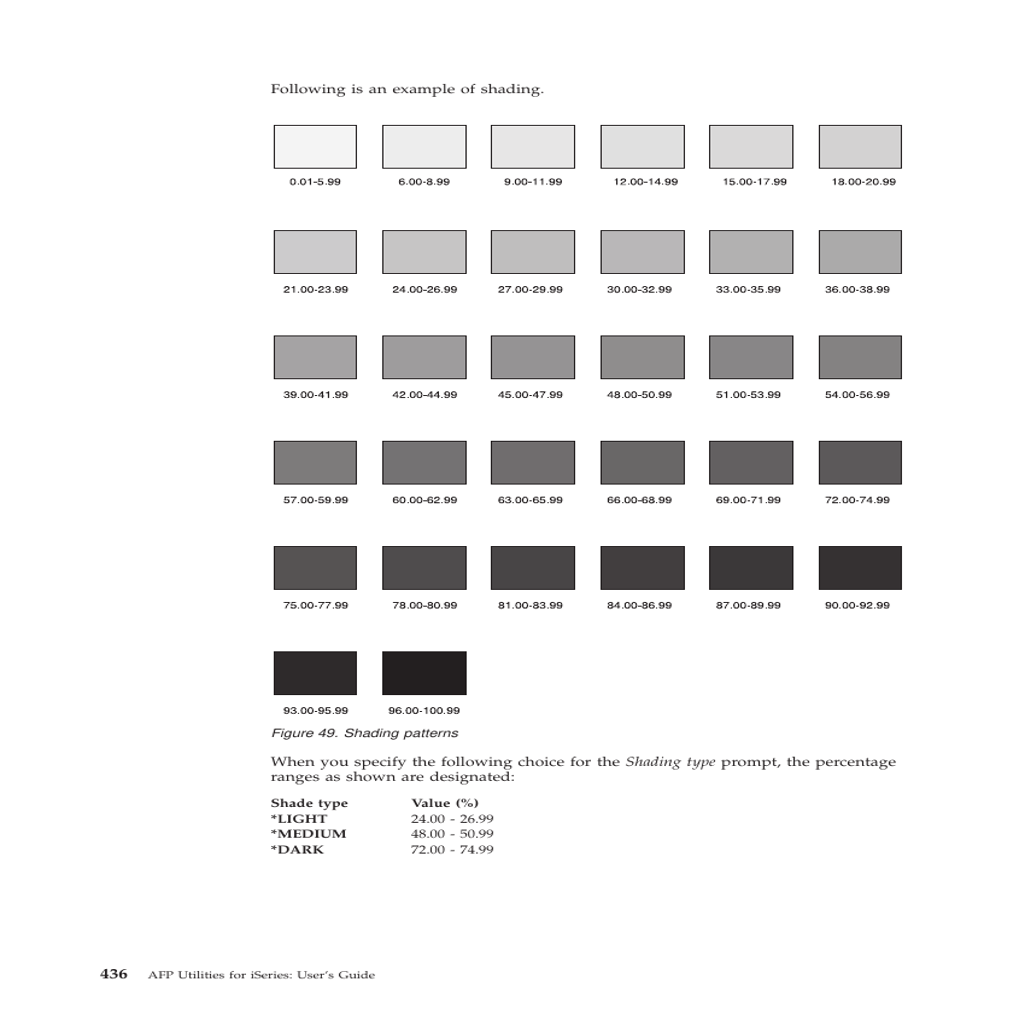 Following is an example of shading.
0.01-5.99 6.00-8.99 9.00-11.99 12.00-14.99 15.00-17.99 18.00-20.99
21.00-23.99 24.00-26.99 27.00-29.99 30.00-32.99 33.00-35.99 36.00-38.99
39.00-41.99 42.00-44.99 45.00-47.99 48.00-50.99 51.00-53.99 54.00-56.99
57.00-59.99 60.00-62.99 63.00-65.99 66.00-68.99 69.00-71.99 72.00-74.99
75.00-77.99 78.00-80.99 81.00-83.99 84.00-86.99 87.00-89.99 90.00-92.99
93.00-95.99 96.00-100.99
Figure 49. Shading patterns
When you specify the following choice for the Shading type prompt, the percentage
ranges as shown are designated:
Shade type Value (%)
*LIGHT 24.00 - 26.99
*MEDIUM 48.00 - 50.99
*DARK 72.00 - 74.99
436 AFP Utilities for iSeries: User's Guide